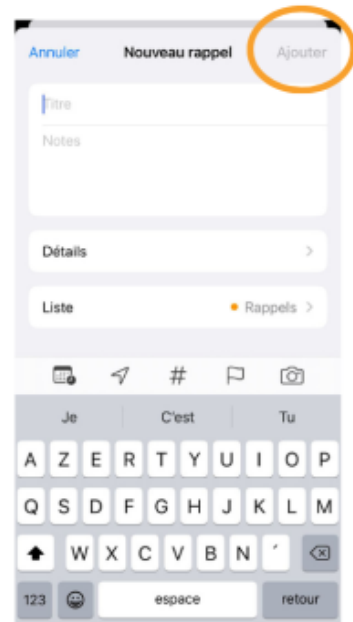 Annuler Nouveau rappel Ajouter
Titre
Notes
Détails
Liste Rappels
#
Je C'est Tu
A Z E R T Y U I O P
Q S D F G H J K L M
W X C V B N ´
123 espace retour